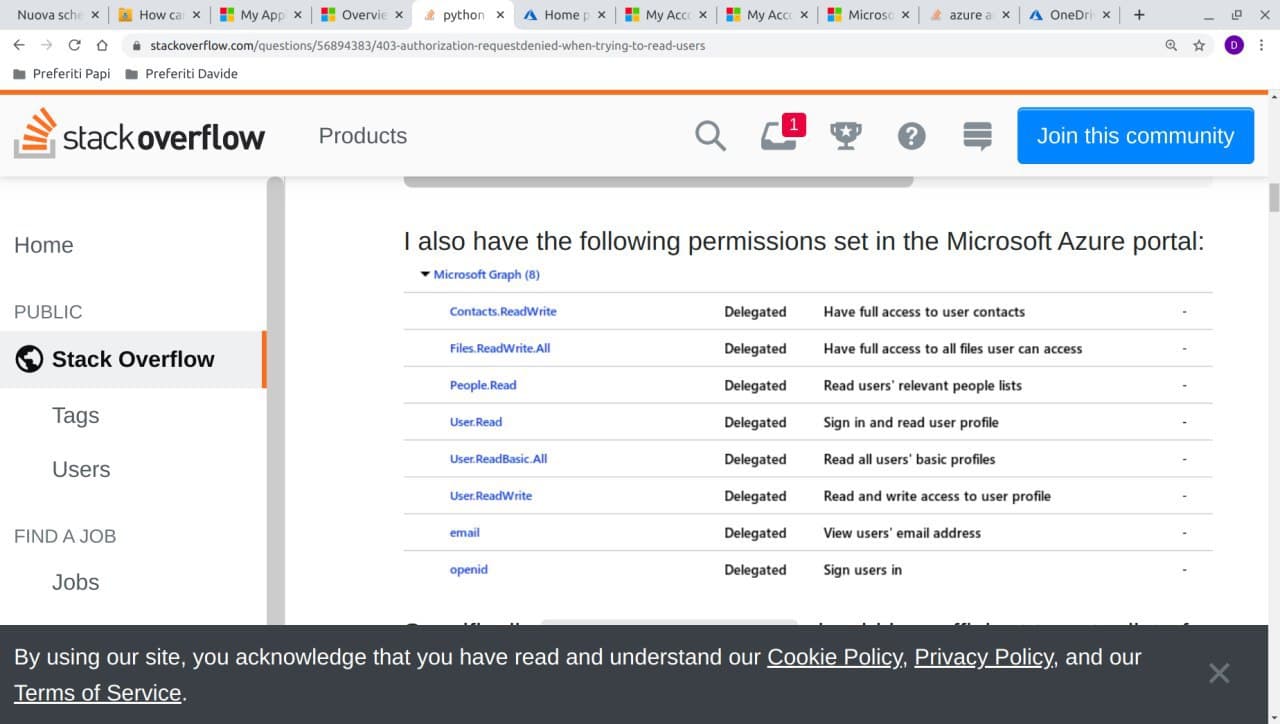 Nuova sche
How ca
My App
Overvie
python
Home p
My Acc
My Acc
Microso
azure a
OneDri
stackoverflow.com/questions/56894383/403-authorization-requestdenied-when-trying-to-read-users
D
Preferiti Papi
Preferiti Davide
stackoverflow
Products
1
Join this community
Home
PUBLIC
Stack Overflow
Tags
Users
FIND A JOB
Jobs
I also have the following permissions set in the Microsoft Azure portal:
Microsoft Graph (8)
Contacts.ReadWrite Delegated Have full access to user contacts -
Files.ReadWrite.All Delegated Have full access to all files user can access -
People.Read Delegated Read users' relevant people lists -
User.Read Delegated Sign in and read user profile -
User.ReadBasic.All Delegated Read all users' basic profiles -
User.ReadWrite Delegated Read and write access to user profile -
email Delegated View users' email address -
openid Delegated Sign users in -
By using our site, you acknowledge that you have read and understand our Cookie Policy, Privacy Policy, and our
Terms of Service.